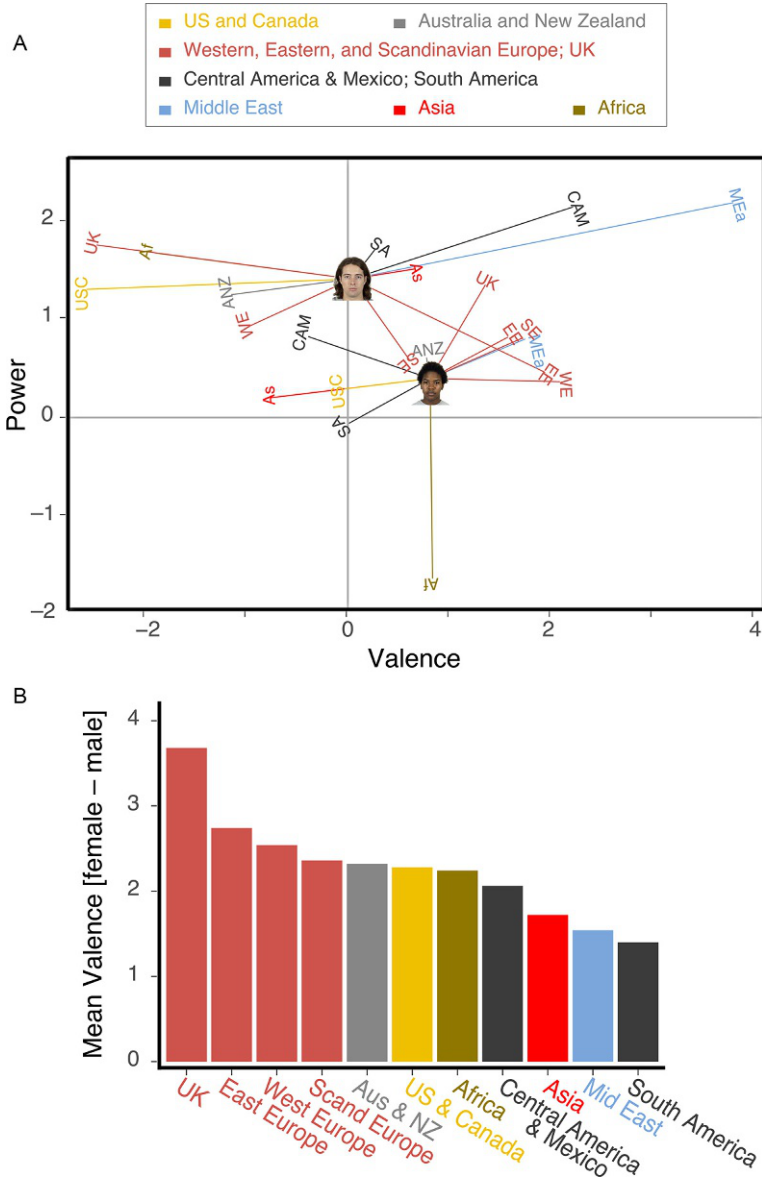 US and Canada Australia and New Zealand
A
Western, Eastern, and Scandinavian Europe; UK
Central America & Mexico; South America
Middle East Asia Africa
MEa
CAM
2
UK
Af
SA
As
USC
ANZ
UK
WE
1
CAM
SE
EE
ANZ
MEa
SE
EE
WE
As
USC
Power
0
SA
−1
Af
−2
−2 0 2 4
Valence
B
Mean Valence [female – male]
4
3
2
1
0
UK
East Europe
West Europe
Scand Europe
Aus & NZ
US & Canada
Africa
Central America
& Mexico
Asia
Mid East
South America